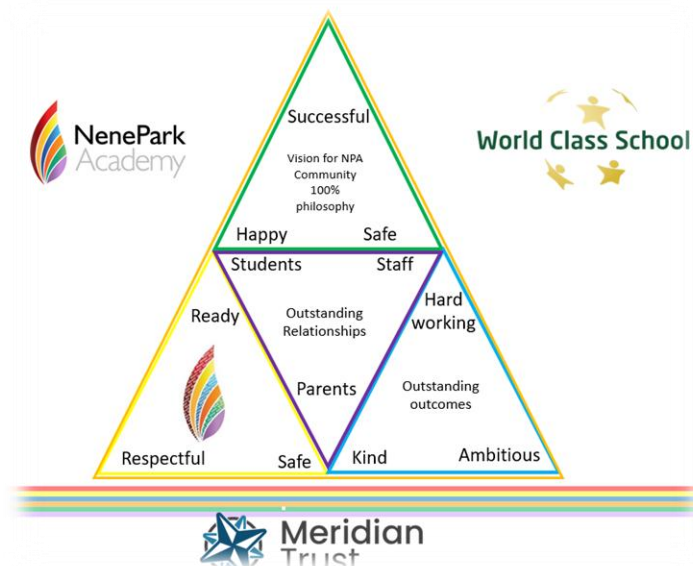 NenePark
Academy
World Class School
Successful
Vision for NPA
Community
100%
philosophy
Happy Safe
Students Staff
Outstanding
Relationships
Parents
Ready
Respectful Safe
Hard
working
Outstanding
outcomes
Kind Ambitious
Meridian
Trust